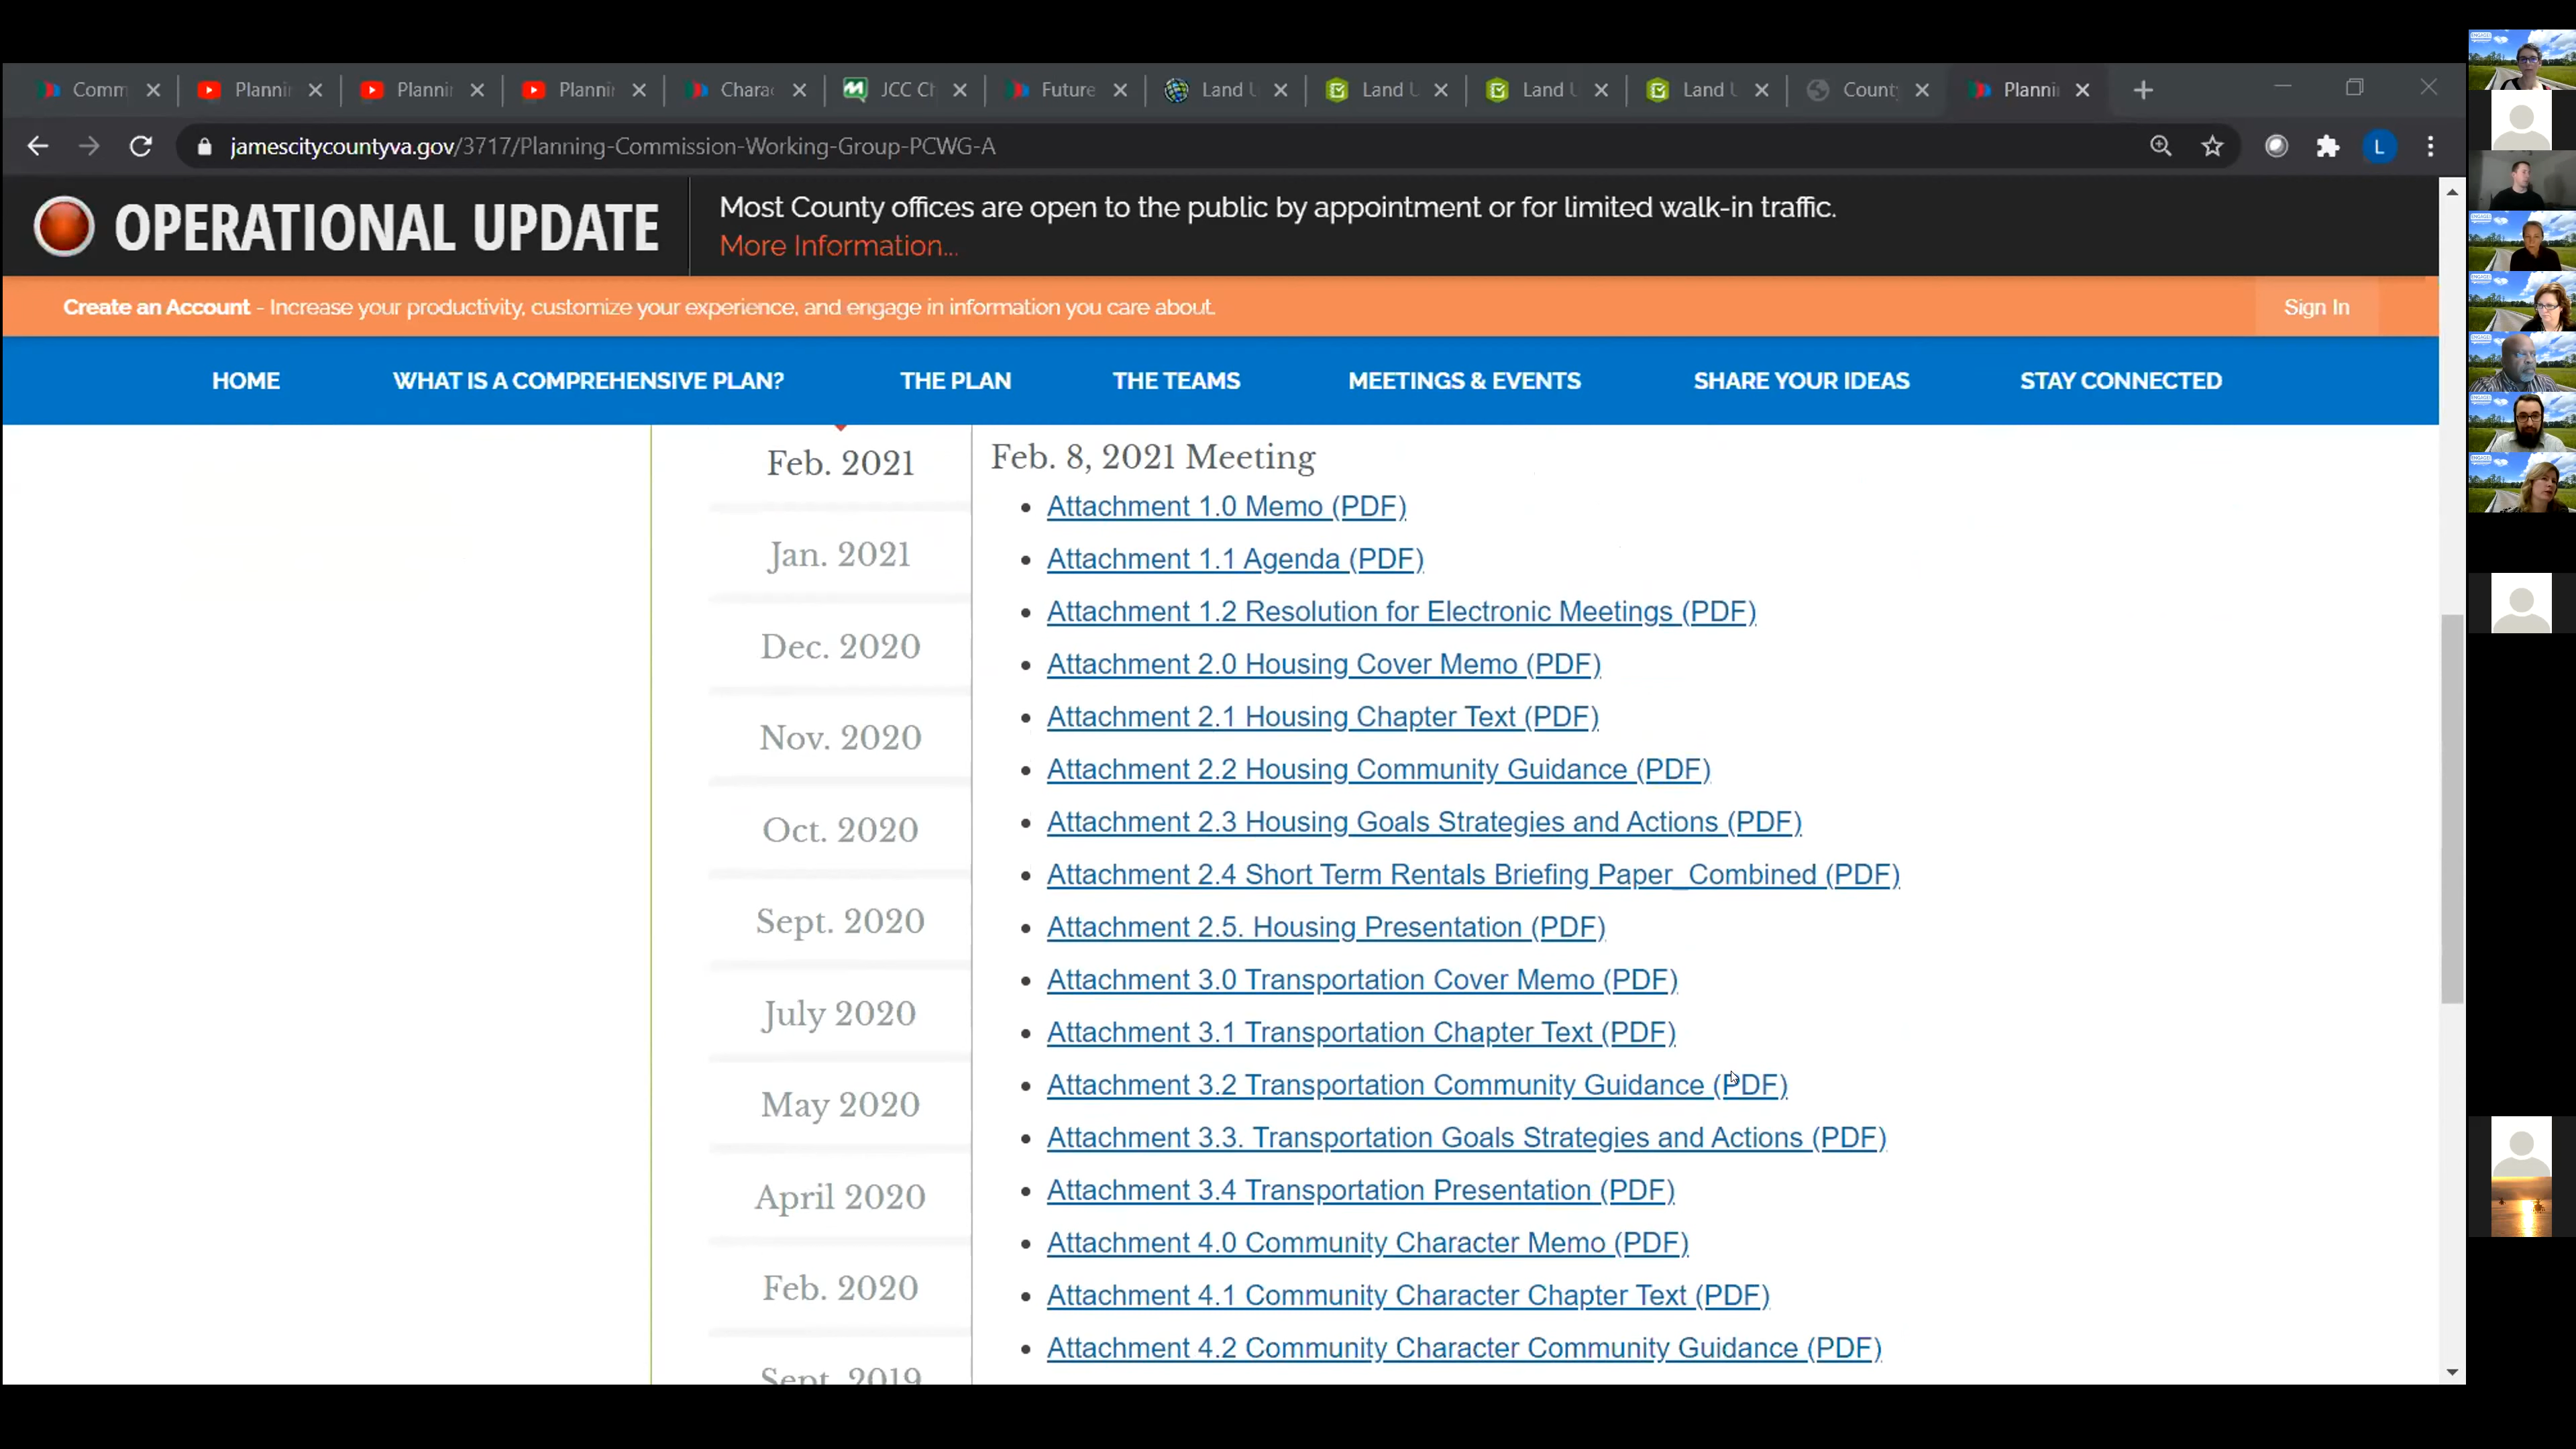 Comm
Plannin
Plannin
Plannin
Charac
JCC Ch
Future
Land U
Land U
Land U
Land U
County
Plannin
jamescitycountyva.gov/3717/Planning-Commission-Working-Group-PCWG-A
L
OPERATIONAL UPDATE
Most County offices are open to the public by appointment or for limited walk-in traffic.
More Information...
Create an Account - Increase your productivity, customize your experience, and engage in information you care about.
Sign In
HOME
WHAT IS A COMPREHENSIVE PLAN?
THE PLAN
THE TEAMS
MEETINGS & EVENTS
SHARE YOUR IDEAS
STAY CONNECTED
Feb. 2021
Jan. 2021
Dec. 2020
Nov. 2020
Oct. 2020
Sept. 2020
July 2020
May 2020
April 2020
Feb. 2020
Sept. 2019
Feb. 8, 2021 Meeting
Attachment 1.0 Memo (PDF)
Attachment 1.1 Agenda (PDF)
Attachment 1.2 Resolution for Electronic Meetings (PDF)
Attachment 2.0 Housing Cover Memo (PDF)
Attachment 2.1 Housing Chapter Text (PDF)
Attachment 2.2 Housing Community Guidance (PDF)
Attachment 2.3 Housing Goals Strategies and Actions (PDF)
Attachment 2.4 Short Term Rentals Briefing Paper_Combined (PDF)
Attachment 2.5. Housing Presentation (PDF)
Attachment 3.0 Transportation Cover Memo (PDF)
Attachment 3.1 Transportation Chapter Text (PDF)
Attachment 3.2 Transportation Community Guidance (PDF)
Attachment 3.3. Transportation Goals Strategies and Actions (PDF)
Attachment 3.4 Transportation Presentation (PDF)
Attachment 4.0 Community Character Memo (PDF)
Attachment 4.1 Community Character Chapter Text (PDF)
Attachment 4.2 Community Character Community Guidance (PDF)